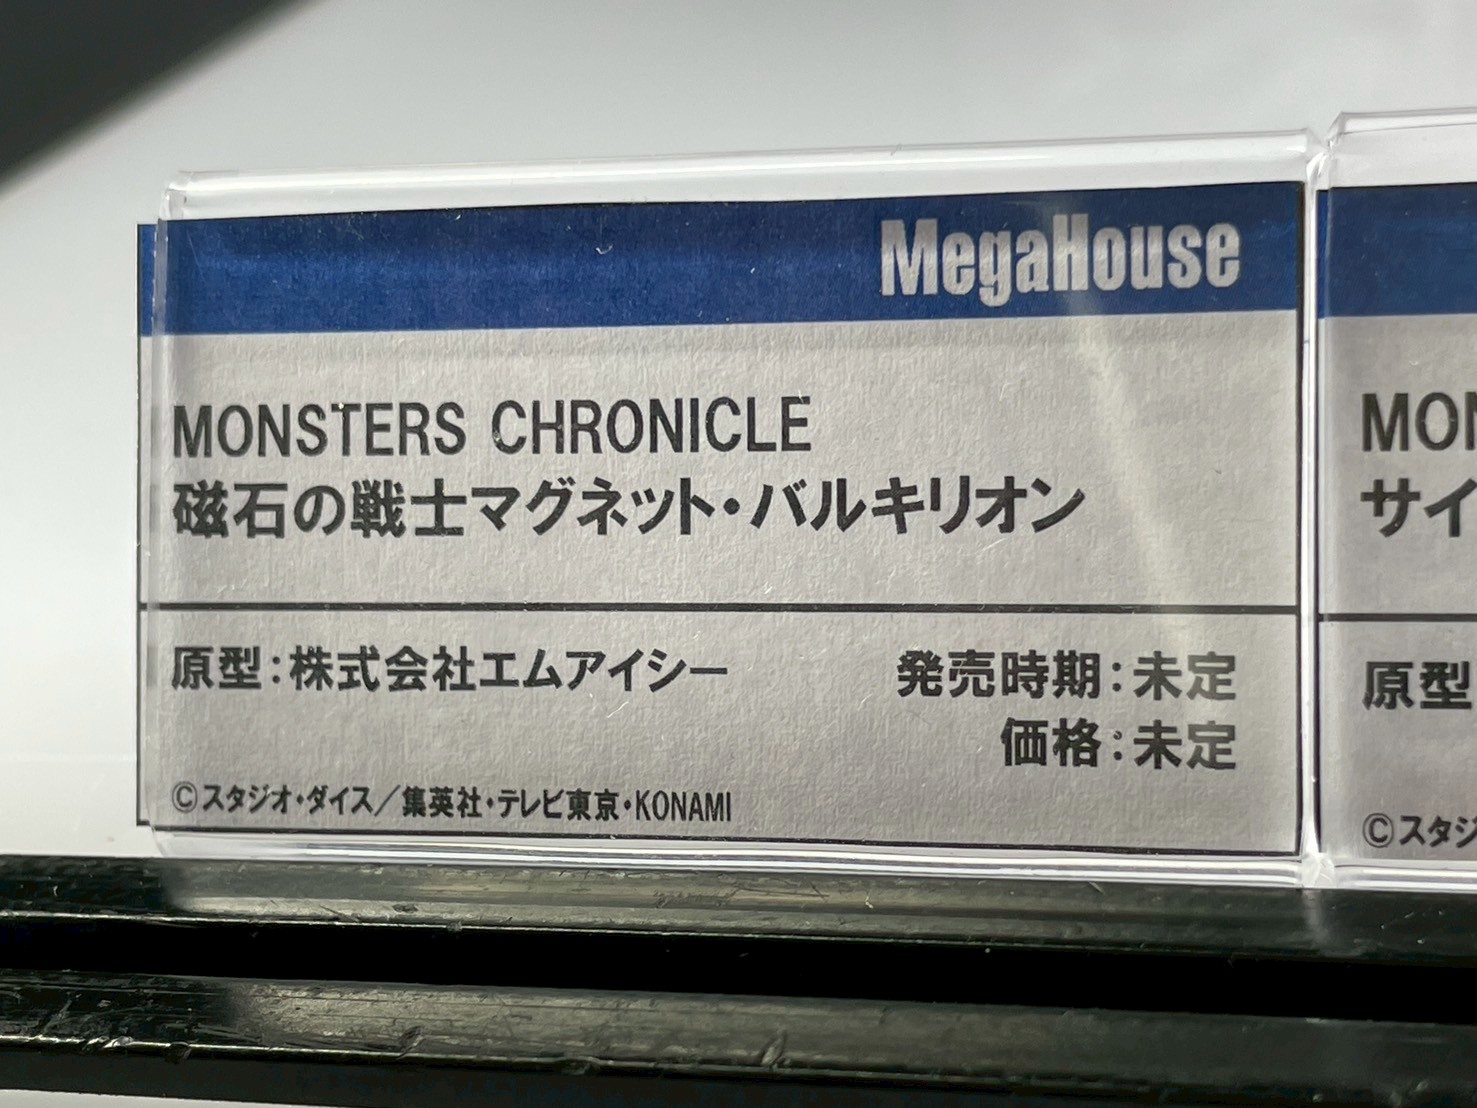 MegaHouse
MONSTERS CHRONICLE
磁石の戦士マグネット・バルキリオン
原型：株式会社エムアイシー
発売時期：未定
価格：未定
©スタジオ・ダイス／集英社・テレビ東京・KONAMI
MON
サイ
原型
©スタジ